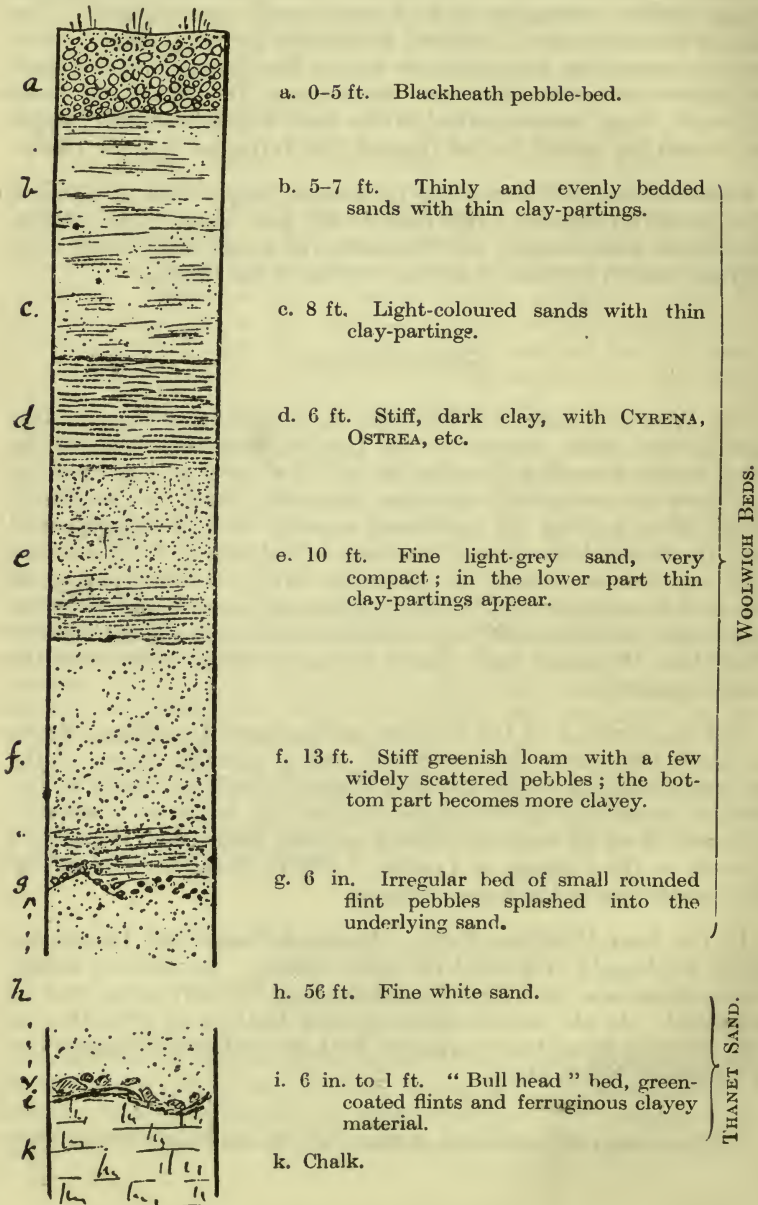 a
a. 0–5 ft. Blackheath pebble-bed.
b
b. 5–7 ft. Thinly and evenly bedded
sands with thin clay-partings.
c.
c. 8 ft. Light-coloured sands with thin
clay-partings.
d
d. 6 ft. Stiff, dark clay, with CYRENA,
OSTREA, etc.
e
e. 10 ft. Fine light-grey sand, very
compact; in the lower part thin
clay-partings appear.
WOOLWICH BEDS.
f.
f. 13 ft. Stiff greenish loam with a few
widely scattered pebbles; the bot-
tom part becomes more clayey.
g
g. 6 in. Irregular bed of small rounded
flint pebbles splashed into the
underlying sand.
h
h. 56 ft. Fine white sand.
i
i. 6 in. to 1 ft. “Bull head” bed, green-
coated flints and ferruginous clayey
material.
THANET SAND.
k
k. Chalk.